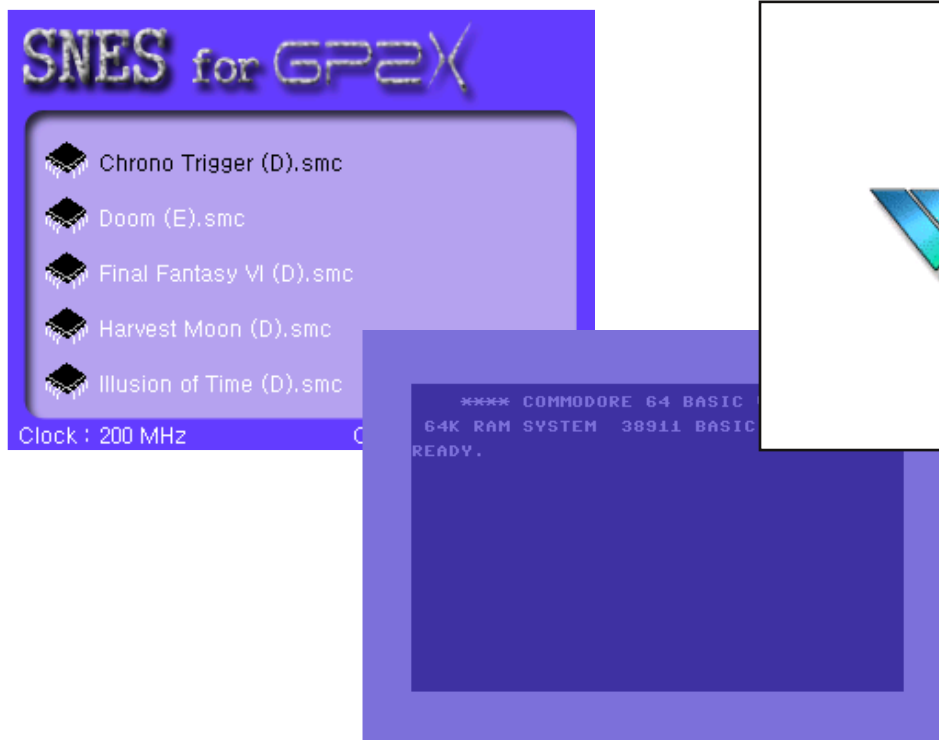 SNES for GP2X
Chrono Trigger (D).smc
Doom (E).smc
Final Fantasy VI (D).smc
Harvest Moon (D).smc
Illusion of Time (D).smc
Clock : 200 MHz
**** COMMODORE 64 BASIC
64K RAM SYSTEM 38911 BASIC
READY.